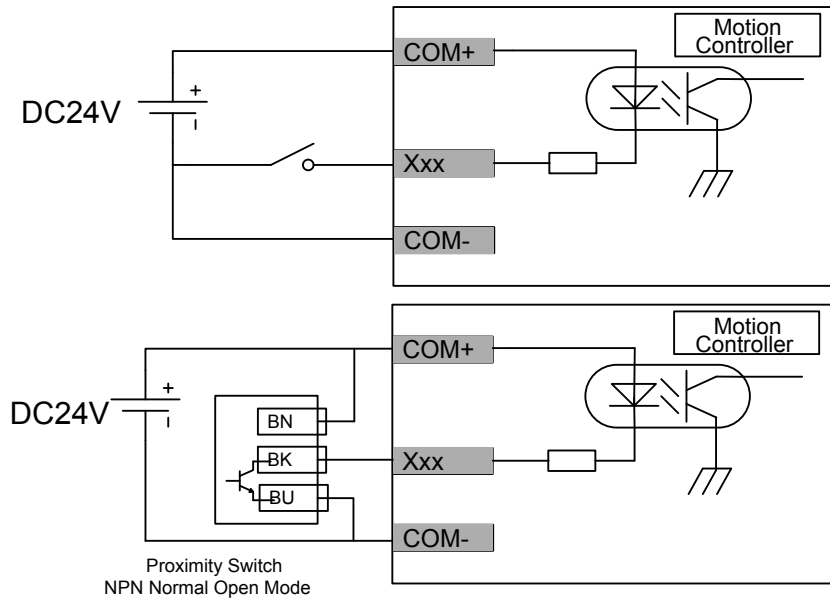 Motion
Controller
COM+
+
DC24V
I
Xxx
COM-
Motion
Controller
COM+
+
DC24V
I
BN
BK
Xxx
BU
COM-
Proximity Switch
NPN Normal Open Mode